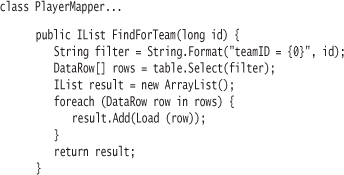 class PlayerMapper...
public IList FindForTeam(long id) {
String filter = String.Format("teamID = {0}", id);
DataRow[] rows = table.Select(filter);
IList result = new ArrayList();
foreach (DataRow row in rows) {
result.Add(Load (row));
}
return result;
}